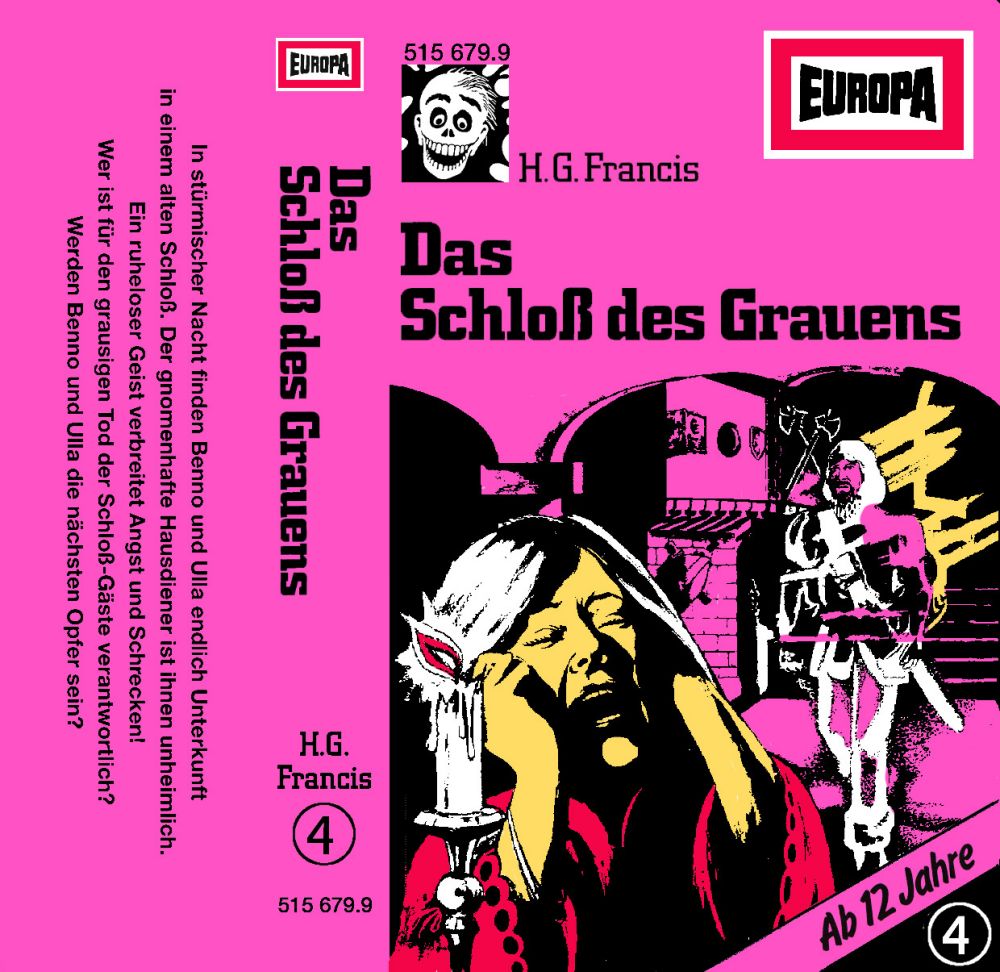 In stürmischer Nacht finden Benno und Ulla endlich Unterkunft
in einem alten Schloß. Der gnomenhafte Hausdiener ist ihnen unheimlich.
Ein ruheloser Geist verbreitet Angst und Schrecken!
Wer ist für den grausigen Tod der Schloß-Gäste verantwortlich?
Werden Benno und Ulla die nächsten Opfer sein?
EUROPA
Das
Schloß des Grauens
H.G.
Francis
4
515 679.9
515 679.9
H.G. Francis
EUROPA
Das
Schloß des Grauens
Ab 12 Jahre
4